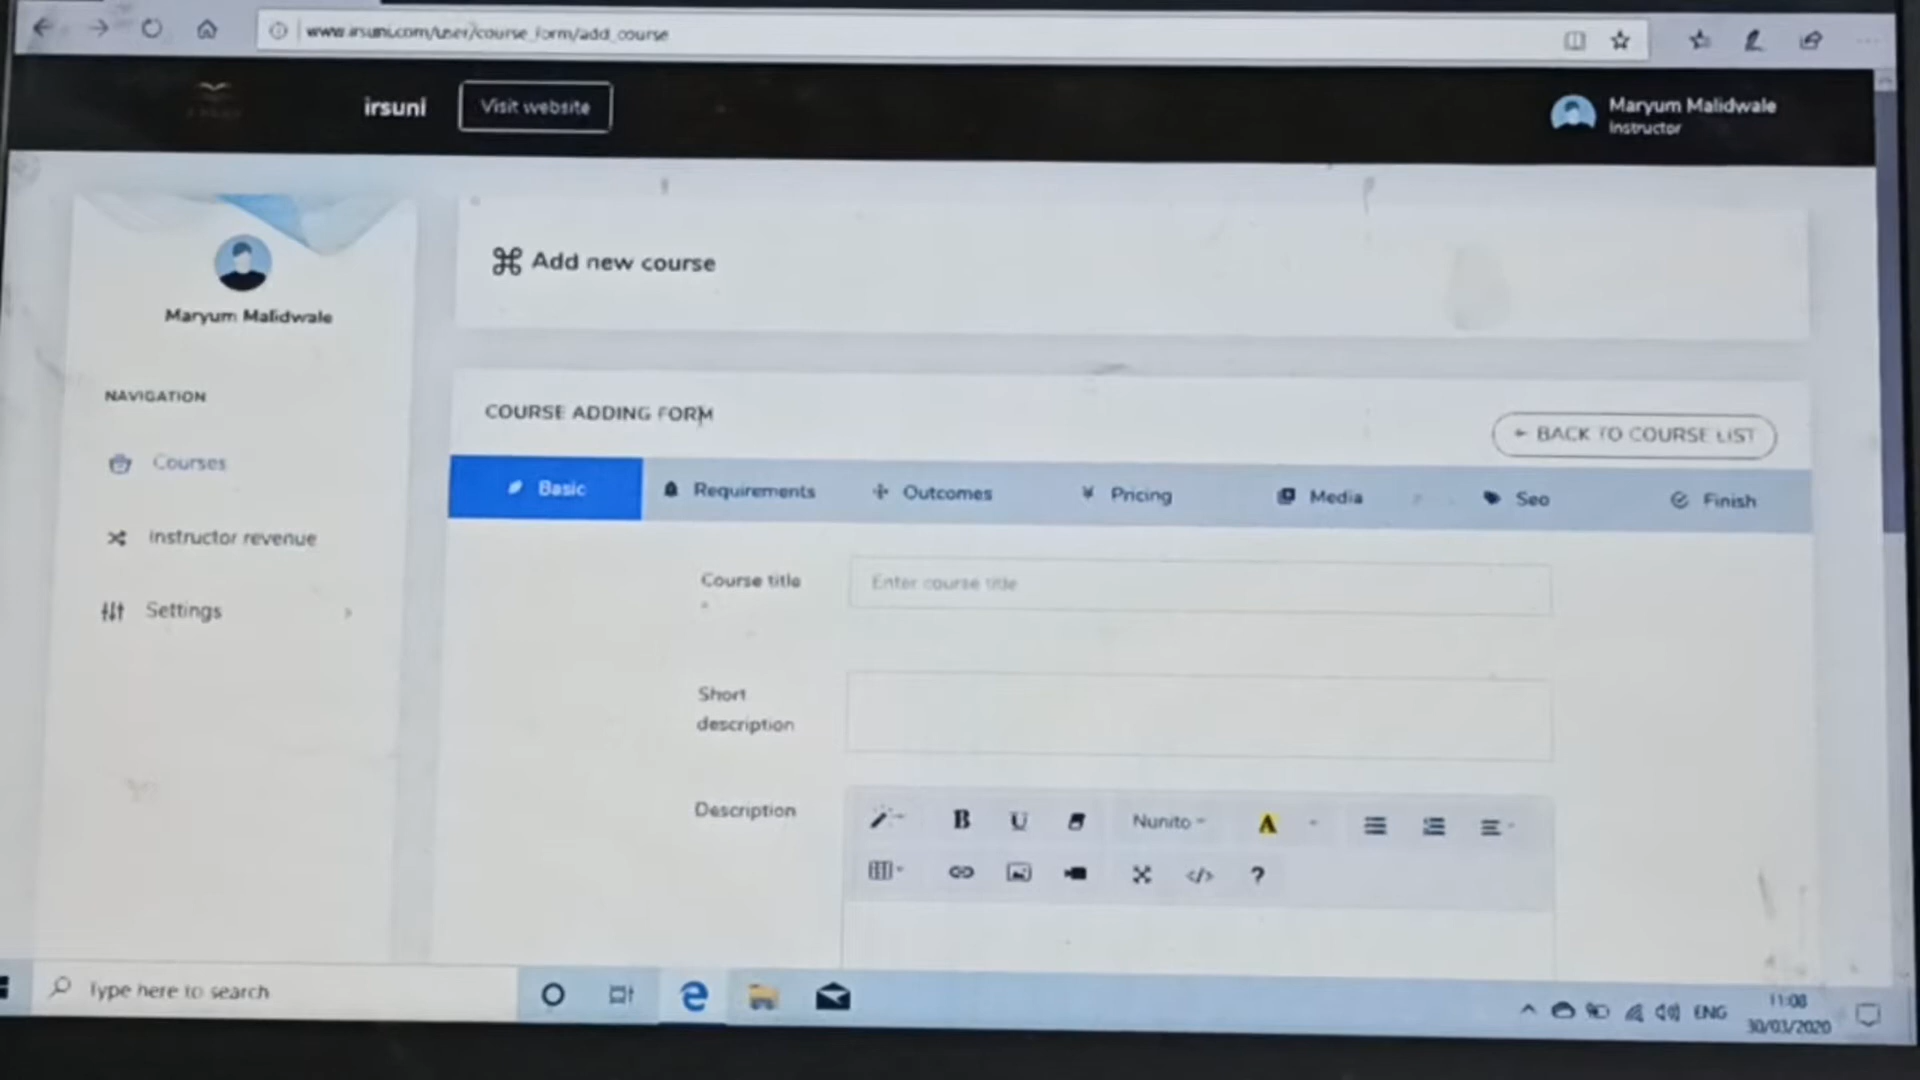 www.irsuni.com/user/course_form/add_course
irsuni
Visit website
Maryum Malidwale
Instructor
Add new course
Maryum Malidwale
NAVIGATION
COURSE ADDING FORM
← BACK TO COURSE LIST
Courses
Basic
Requirements
Outcomes
Pricing
Media
Seo
Finish
Instructor revenue
Course title
*
Enter course title
Settings
Short
description
Description
B U
Nunito
A
</> ?
Type here to search
ENG
11:08
30/03/2020